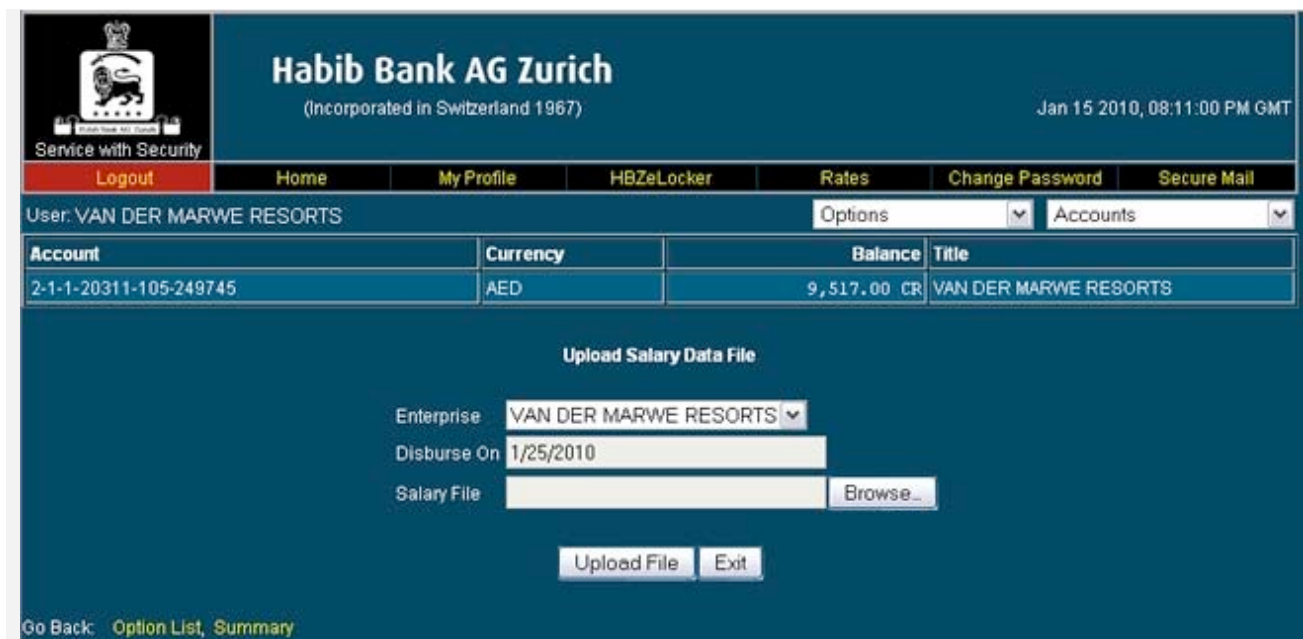 Habib Bank AG Zurich
(Incorporated in Switzerland 1967)
Jan 15 2010, 08:11:00 PM GMT
Service with Security
Logout Home My Profile HBZeLocker Rates Change Password Secure Mail
User: VAN DER MARWE RESORTS Options Accounts
Account Currency Balance Title
2-1-1-20311-105-249745 AED 9,517.00 CR VAN DER MARWE RESORTS
Upload Salary Data File
Enterprise VAN DER MARWE RESORTS
Disburse On 1/25/2010
Salary File Browse...
Upload File Exit
Go Back: Option List, Summary